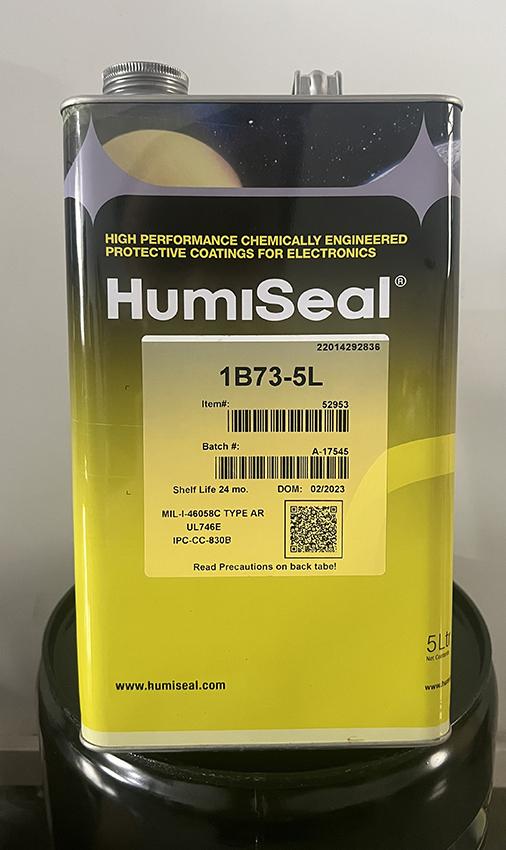 HIGH PERFORMANCE CHEMICALLY ENGINEERED
PROTECTIVE COATINGS FOR ELECTRONICS
HumiSeal®
22014292836
1B73-5L
Item#: 52953
Batch #: A-17545
Shelf Life 24 mo. DOM: 02/2023
MIL-I-46058C TYPE AR
UL746E
IPC-CC-830B
Read Precautions on back tabe!
5Ltr
Net
www.humiseal.com